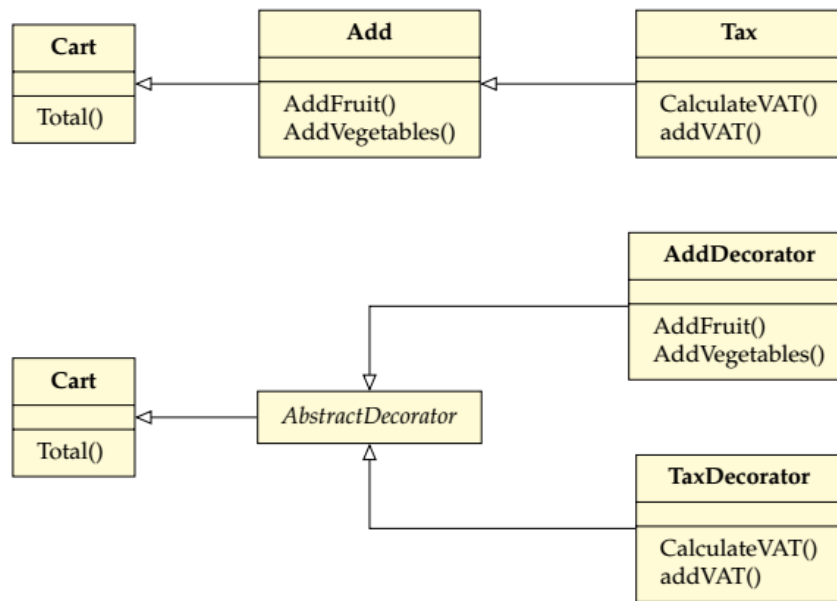 Cart
Total()
Add
AddFruit()
AddVegetables()
Tax
CalculateVAT()
addVAT()
Cart
Total()
AbstractDecorator
AddDecorator
AddFruit()
AddVegetables()
TaxDecorator
CalculateVAT()
addVAT()